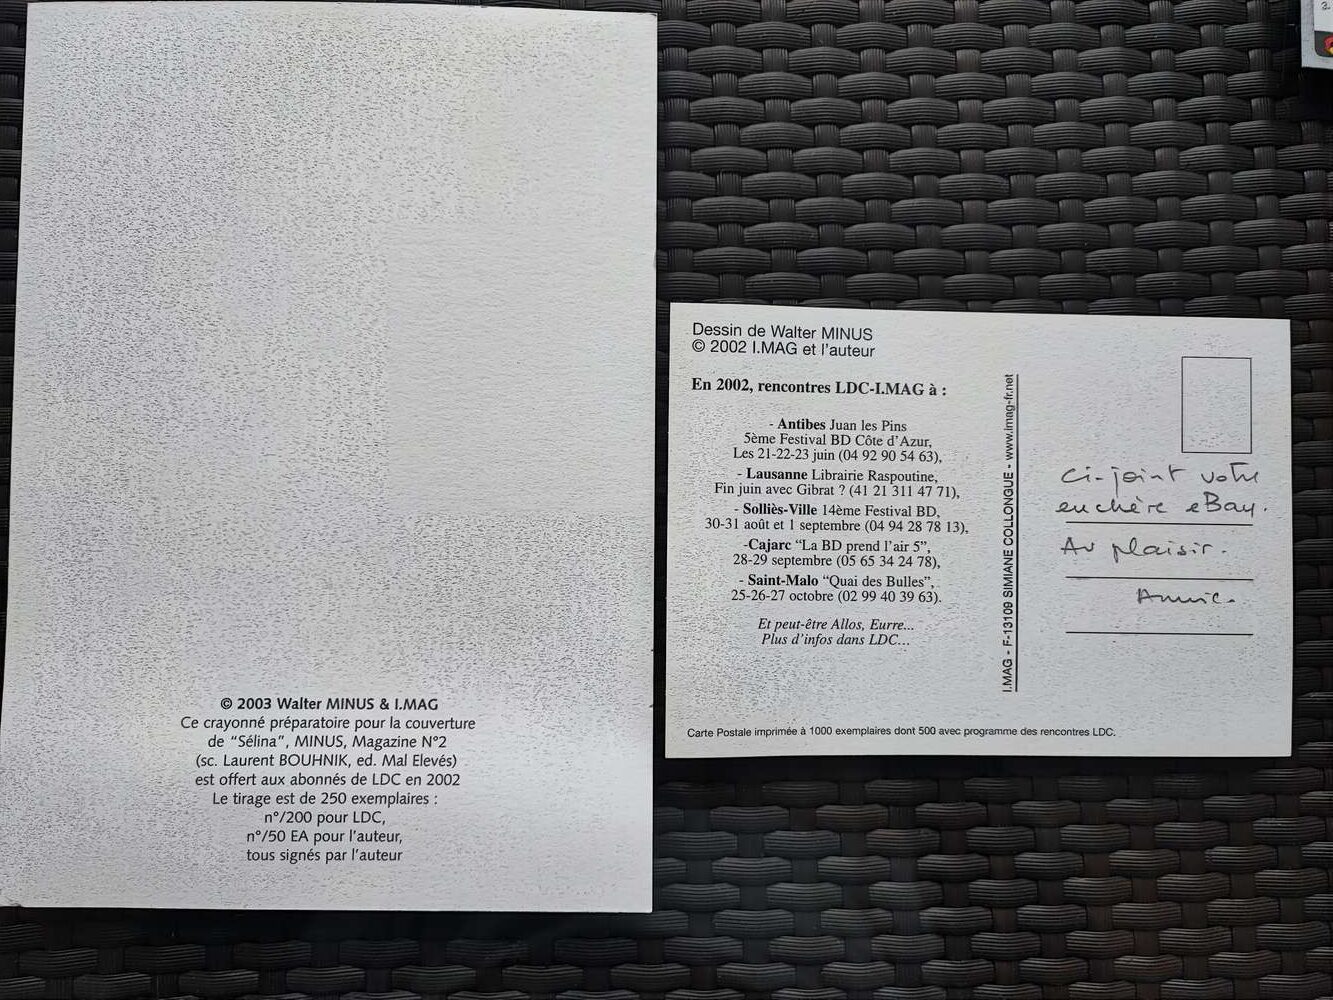 © 2003 Walter MINUS & I.MAG
Ce crayonné préparatoire pour la couverture
de “Sélina”, MINUS, Magazine N°2
(sc. Laurent BOUHNIK, ed. Mal Elevés)
est offert aux abonnés de LDC en 2002
Le tirage est de 250 exemplaires :
n°/200 pour LDC,
n°/50 EA pour l’auteur,
tous signés par l’auteur
Dessin de Walter MINUS
© 2002 I.MAG et l’auteur
En 2002, rencontres LDC-I.MAG à :
- Antibes Juan les Pins
5ème Festival BD Côte d’Azur,
Les 21-22-23 juin (04 92 90 54 63),
- Lausanne Librairie Raspoutine,
Fin juin avec Gibrat ? (41 21 311 47 71),
- Solliès-Ville 14ème Festival BD,
30-31 août et 1 septembre (04 94 28 78 13),
-Cajarc “La BD prend l’air 5”,
28-29 septembre (05 65 34 24 78),
- Saint-Malo “Quai des Bulles”,
25-26-27 octobre (02 99 40 39 63).
Et peut-être Allos, Eurre...
Plus d’infos dans LDC...
Carte Postale imprimée à 1000 exemplaires dont 500 avec programme des rencontres LDC.
I.MAG - F-13109 SIMIANE COLLONGUE - www.imag-fr.net
Ci-joint votre
enchère eBay.
Au plaisir.
Annie.